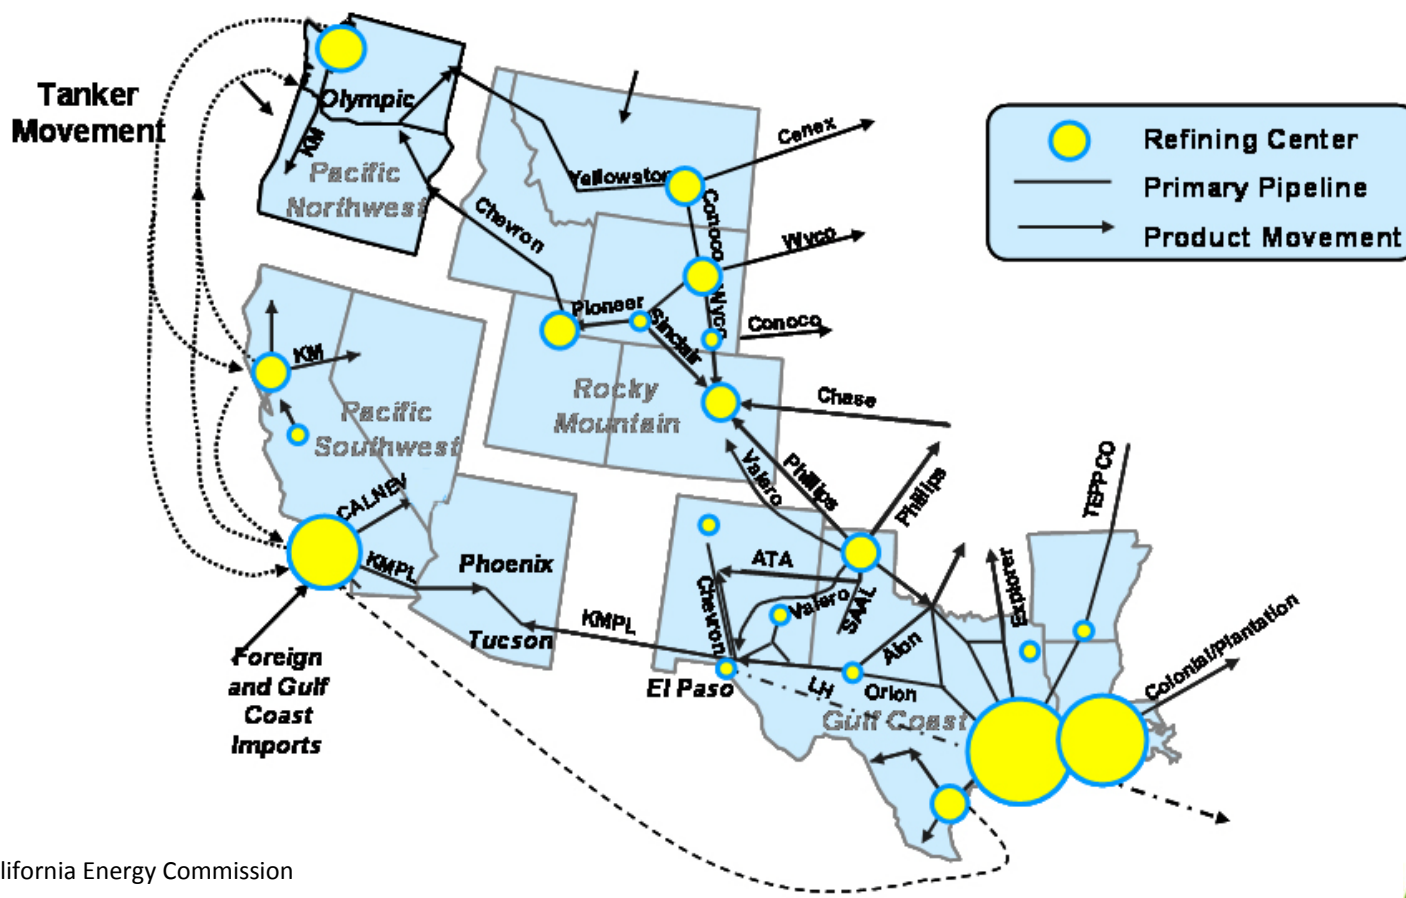 Tanker
Movement
Olympic
KM
Pacific
Northwest
Yellowston
Cenex
Conoco
Wyco
Chevron
Pioneer
Sinclair
Wyco
Conoco
Refining Center
Primary Pipeline
Product Movement
KM
Pacific
Southwest
Rocky
Mountain
Chase
Valero
Phillips
Phillips
TEPPCO
CALNEV
KMPL
Phoenix
Tucson
KMPL
ATA
Chevron
Valero
SAAL
Alon
Explorer
El Paso
LH
Orion
Gulf Coast
Colonial/Plantation
Foreign
and Gulf
Coast
Imports
lifornia Energy Commission